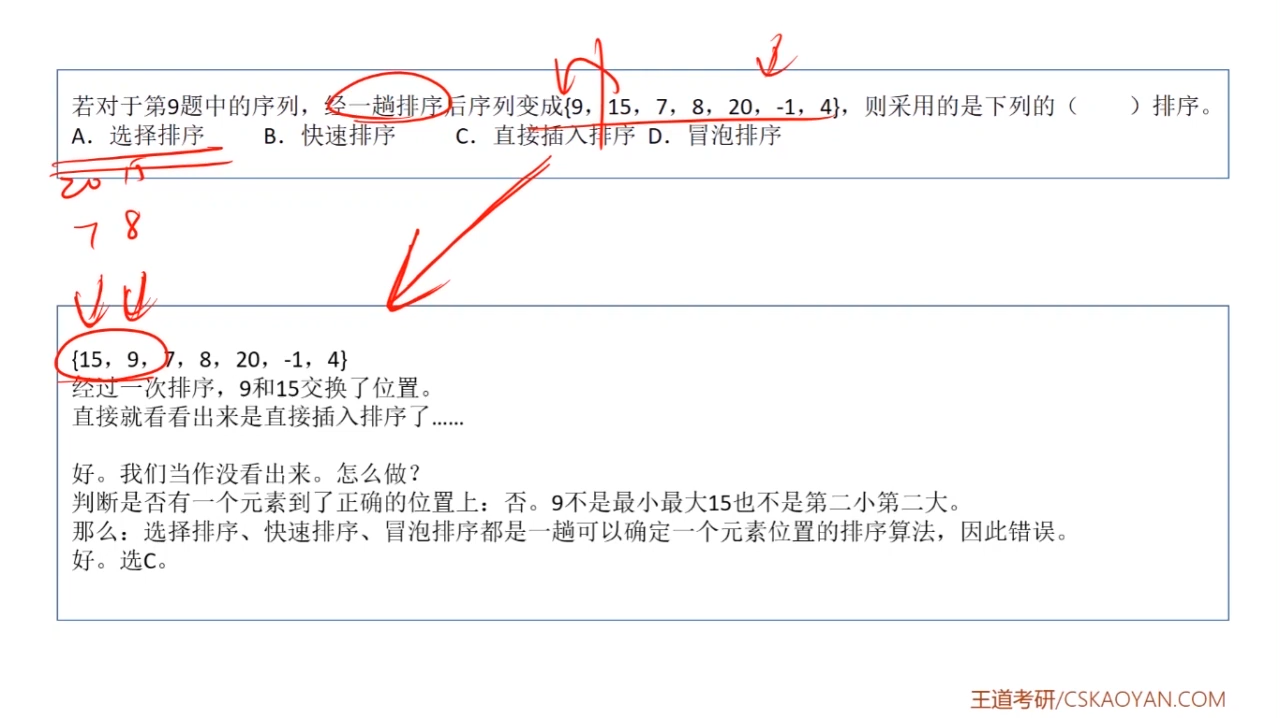 若对于第9题中的序列，经一趟排序后序列变成{9，15，7，8，20，-1，4}，则采用的是下列的（　　）排序。
A．选择排序　　B．快速排序　　C．直接插入排序 D．冒泡排序
20 15
7 8
{15，9，7，8，20，-1，4}
经过一次排序，9和15交换了位置。
直接就看看出来是直接插入排序了……
好。我们当作没看出来。怎么做？
判断是否有一个元素到了正确的位置上：否。9不是最小最大15也不是第二小第二大。
那么：选择排序、快速排序、冒泡排序都是一趟可以确定一个元素位置的排序算法，因此错误。
好。选C。
王道考研/CSKAOYAN.COM